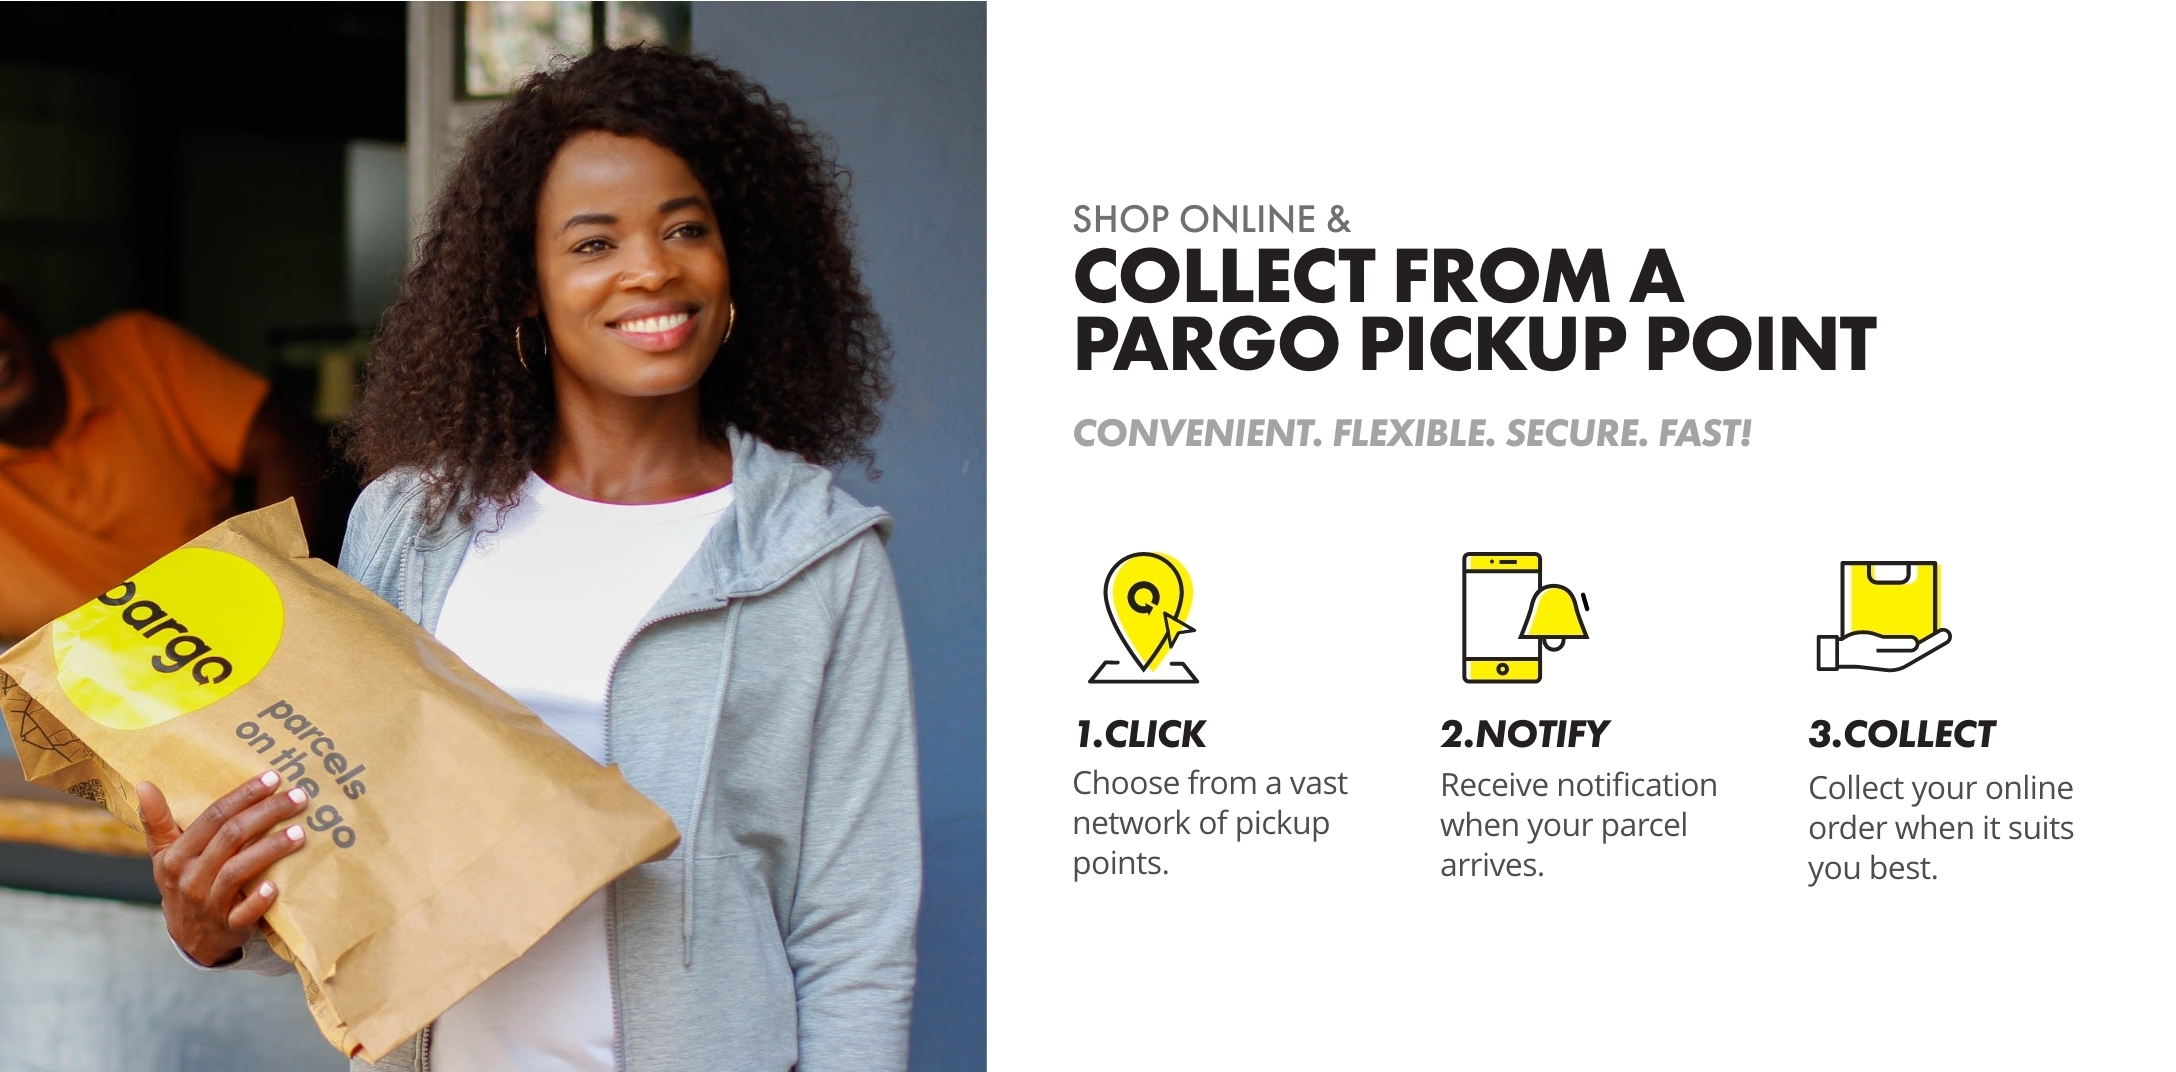 pargo
parcels
on the go
SHOP ONLINE &
COLLECT FROM A
PARGO PICKUP POINT
CONVENIENT. FLEXIBLE. SECURE. FAST!
1.CLICK
Choose from a vast
network of pickup
points.
2.NOTIFY
Receive notification
when your parcel
arrives.
3.COLLECT
Collect your online
order when it suits
you best.